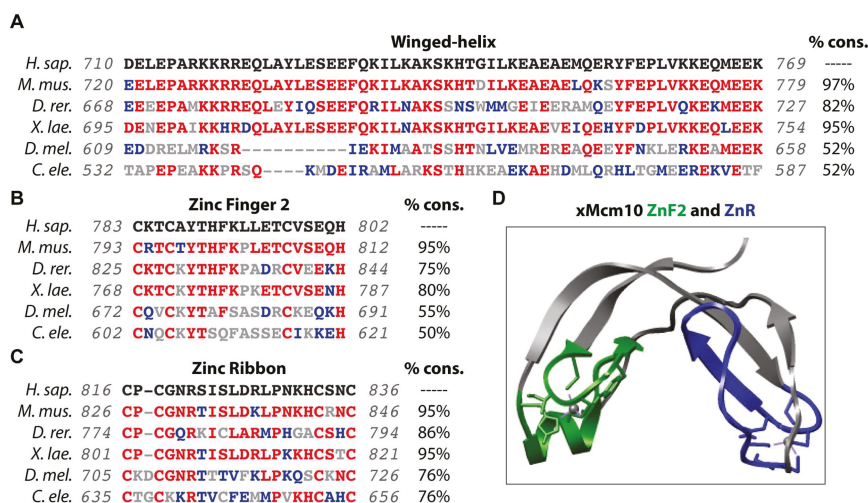 A
Winged-helix % cons.
H. sap. 710 DELEPARKKRREQLAYLESEEFQKILKAKSKHTGILKEAEAEMQERYFEPLVKKEQMEEK 769 -----
M. mus. 720 EELEPARKKRREQLAYLESEEFQKILKAKSKHTDILKEAEAELQKSYFEPLVKKEQMEEK 779 97%
D. rer. 668 EEEEPAMKKRREQLEYIQSEEFQRILNAKSSNSWMMGEIEERAMQEYFEPLVQKEKMEEK 727 82%
X. lae. 695 DENEPAIKKHRDQLAYLESEEFQKILNAKSKHTGILKEAEVEIQEHYFDPLVKKEQLEEK 754 95%
D. mel. 609 EDDRELMRKSR----------IEKIMAATSSHTNLVEMREAQEEYFNKLERKEAMEEK 658 52%
C. ele. 532 TAPEPEAKKPRSQ----KMDEIRAMLARKSTHHKEAEKAEHDMLQRHLTGMEEREKVETF 587 52%
B
Zinc Finger 2 % cons.
H. sap. 783 CKTCAYTHFKLLETCVSEQH 802 -----
M. mus. 793 CRTCTYTHFKPLETCVSEQH 812 95%
D. rer. 825 CKTCKYTHFKPADRCVEEKH 844 75%
X. lae. 768 CKTCKYTHFKPKETCVSENH 787 80%
D. mel. 672 CQVCKYTAFSASDRCKEQKH 691 55%
C. ele. 602 CNQCKYTSQFASSECIKKEH 621 50%
C
Zinc Ribbon % cons.
H. sap. 816 CP-CGNRSISLDRLPNKHCSNC 836 -----
M. mus. 826 CP-CGNRTISLDKLPNKHCRNC 846 95%
D. rer. 774 CP-CGQRKICLARMPHGACSHC 794 86%
X. lae. 801 CP-CGNRTISLDRLPKKHCSTC 821 95%
D. mel. 705 CKDCGNRTTTVFKLPKQSCKNC 726 76%
C. ele. 635 CTGCKKRTVCFEMMPVKHCAHC 656 76%
D
xMcm10 ZnF2 and ZnR